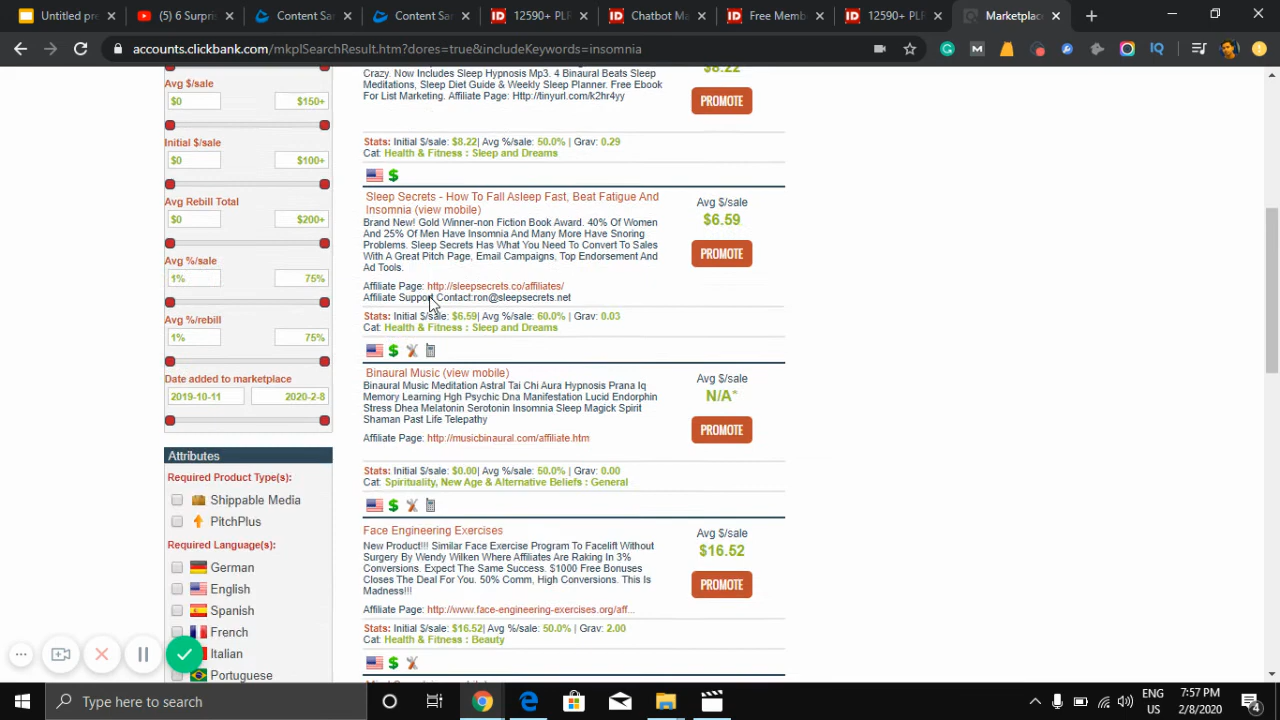 Untitled pre
(5) 6 Surpris
Content Sa
Content Sa
12590+ PLR
Chatbot Ma
Free Memb
12590+ PLR
Marketplac
accounts.clickbank.com/mkplSearchResult.htm?dores=true&includeKeywords=insomnia
Avg $/sale
$0 $150+
Initial $/sale
$0 $100+
Avg Rebill Total
$0 $200+
Avg %/sale
1% 75%
Avg %/rebill
1% 75%
Date added to marketplace
2019-10-11 2020-2-8
Attributes
Required Product Type(s):
Shippable Media
PitchPlus
Required Language(s):
German
English
Spanish
French
Italian
Portuguese
Crazy. Now Includes Sleep Hypnosis Mp3. 4 Binaural Beats Sleep
Meditations, Sleep Diet Guide & Weekly Sleep Planner. Free Ebook
For List Marketing. Affiliate Page: Http://tinyurl.com/k2hr4yy
$8.22
PROMOTE
Stats: Initial $/sale: $8.22| Avg %/sale: 50.0% | Grav: 0.29
Cat: Health & Fitness : Sleep and Dreams
Sleep Secrets - How To Fall Asleep Fast, Beat Fatigue And
Insomnia (view mobile)
Brand New! Gold Winner-non Fiction Book Award. 40% Of Women
And 25% Of Men Have Insomnia And Many More Have Snoring
Problems. Sleep Secrets Has What You Need To Convert To Sales
With A Great Pitch Page, Email Campaigns, Top Endorsement And
Ad Tools.
Affiliate Page: http://sleepsecrets.co/affiliates/
Affiliate Support Contact:ron@sleepsecrets.net
Avg $/sale
$6.59
PROMOTE
Stats: Initial $/sale: $6.59| Avg %/sale: 60.0% | Grav: 0.03
Cat: Health & Fitness : Sleep and Dreams
Binaural Music (view mobile)
Binaural Music Meditation Astral Tai Chi Aura Hypnosis Prana Iq
Memory Learning Hgh Psychic Dna Manifestation Lucid Endorphin
Stress Dhea Melatonin Serotonin Insomnia Sleep Magick Spirit
Shaman Past Life Telepathy
Affiliate Page: http://musicbinaural.com/affiliate.htm
Avg $/sale
N/A*
PROMOTE
Stats: Initial $/sale: $0.00| Avg %/sale: 50.0% | Grav: 0.00
Cat: Spirituality, New Age & Alternative Beliefs : General
Face Engineering Exercises
New Product!!! Similar Face Exercise Program To Facelift Without
Surgery By Wendy Wilken Where Affiliates Are Raking In 3%
Conversions. Expect The Same Success. $1000 Free Bonuses
Closes The Deal For You. 50% Comm, High Conversions. This Is
Madness!!!
Affiliate Page: http://www.face-engineering-exercises.org/aff...
Avg $/sale
$16.52
PROMOTE
Stats: Initial $/sale: $16.52| Avg %/sale: 50.0% | Grav: 2.00
Cat: Health & Fitness : Beauty
Type here to search
ENG
US
7:57 PM
2/8/2020
4